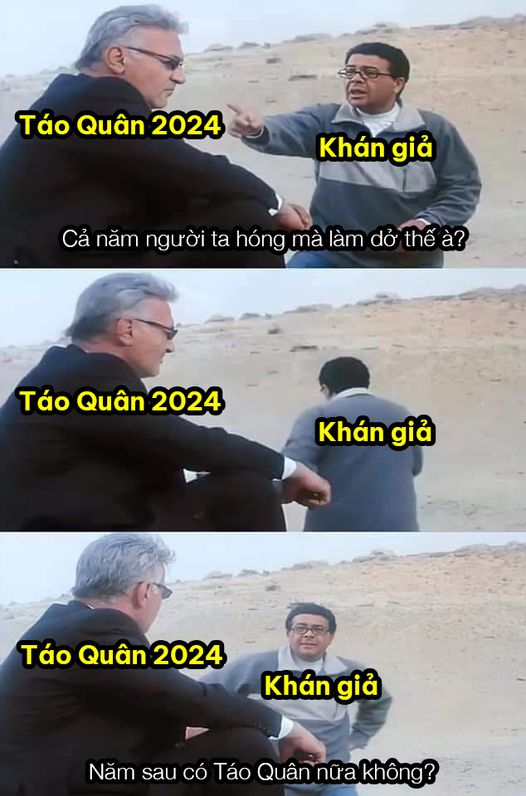 Táo Quân 2024
Khán giả
Cả năm người ta hóng mà làm dở thế à?
Táo Quân 2024
Khán giả
Táo Quân 2024
Khán giả
Năm sau có Táo Quân nữa không?